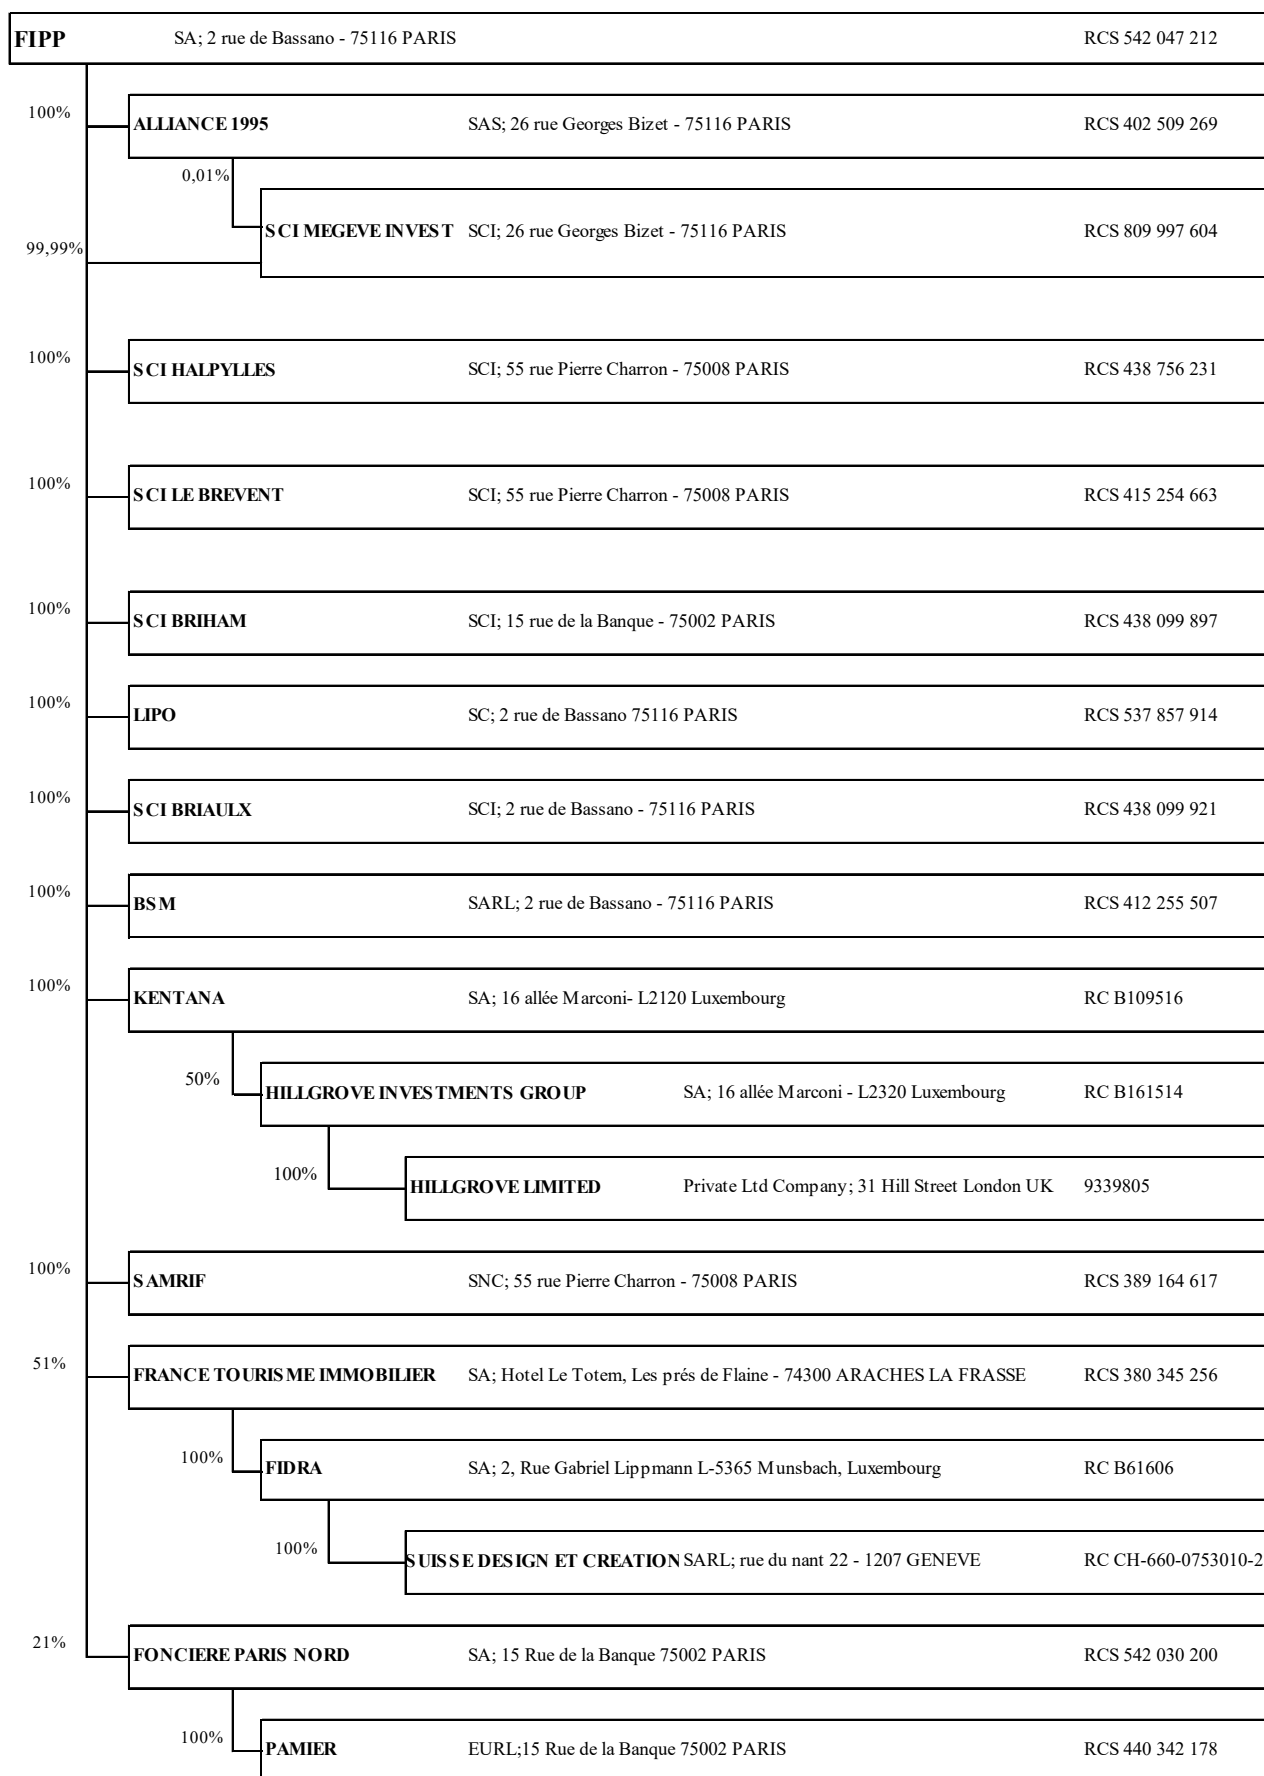 FIPP SA; 2 rue de Bassano - 75116 PARIS RCS 542 047 212
100%
ALLIANCE 1995 SAS; 26 rue Georges Bizet - 75116 PARIS RCS 402 509 269
0,01%
SCI MEGEVE INVEST SCI; 26 rue Georges Bizet - 75116 PARIS RCS 809 997 604
99,99%
100%
SCI HALPYLLES SCI; 55 rue Pierre Charron - 75008 PARIS RCS 438 756 231
100%
SCI LE BREVENT SCI; 55 rue Pierre Charron - 75008 PARIS RCS 415 254 663
100%
SCI BRIHAM SCI; 15 rue de la Banque - 75002 PARIS RCS 438 099 897
100%
LIPO SC; 2 rue de Bassano 75116 PARIS RCS 537 857 914
100%
SCI BRIAULX SCI; 2 rue de Bassano - 75116 PARIS RCS 438 099 921
100%
BSM SARL; 2 rue de Bassano - 75116 PARIS RCS 412 255 507
100%
KENTANA SA; 16 allée Marconi- L2120 Luxembourg RC B109516
50%
HILLGROVE INVESTMENTS GROUP SA; 16 allée Marconi - L2320 Luxembourg RC B161514
100%
HILLGROVE LIMITED Private Ltd Company; 31 Hill Street London UK 9339805
100%
SAMRIF SNC; 55 rue Pierre Charron - 75008 PARIS RCS 389 164 617
51%
FRANCE TOURISME IMMOBILIER SA; Hotel Le Totem, Les prés de Flaine - 74300 ARACHES LA FRASSE RCS 380 345 256
100%
FIDRA SA; 2, Rue Gabriel Lippmann L-5365 Munsbach, Luxembourg RC B61606
100%
SUISSE DESIGN ET CREATION SARL; rue du nant 22 - 1207 GENEVE RC CH-660-0753010-2
21%
FONCIERE PARIS NORD SA; 15 Rue de la Banque 75002 PARIS RCS 542 030 200
100%
PAMIER EURL;15 Rue de la Banque 75002 PARIS RCS 440 342 178